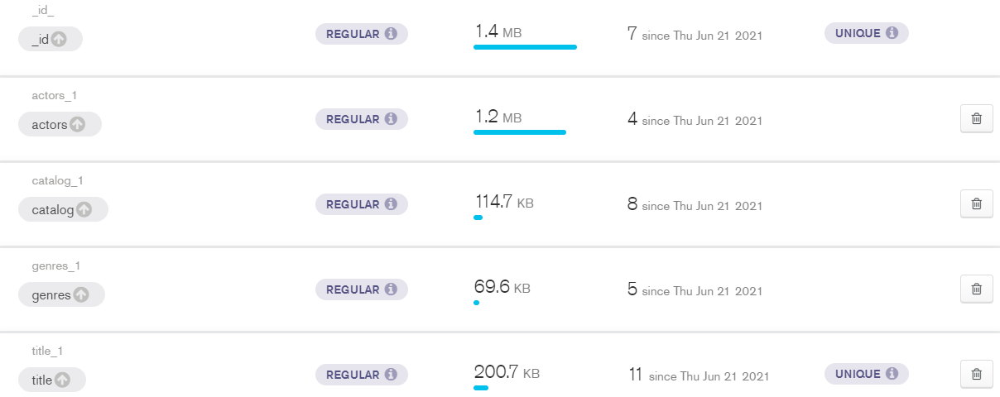 _id_
_id REGULAR 1.4 MB 7 since Thu Jun 21 2021 UNIQUE
actors_1
actors REGULAR 1.2 MB 4 since Thu Jun 21 2021
catalog_1
catalog REGULAR 114.7 KB 8 since Thu Jun 21 2021
genres_1
genres REGULAR 69.6 KB 5 since Thu Jun 21 2021
title_1
title REGULAR 200.7 KB 11 since Thu Jun 21 2021 UNIQUE